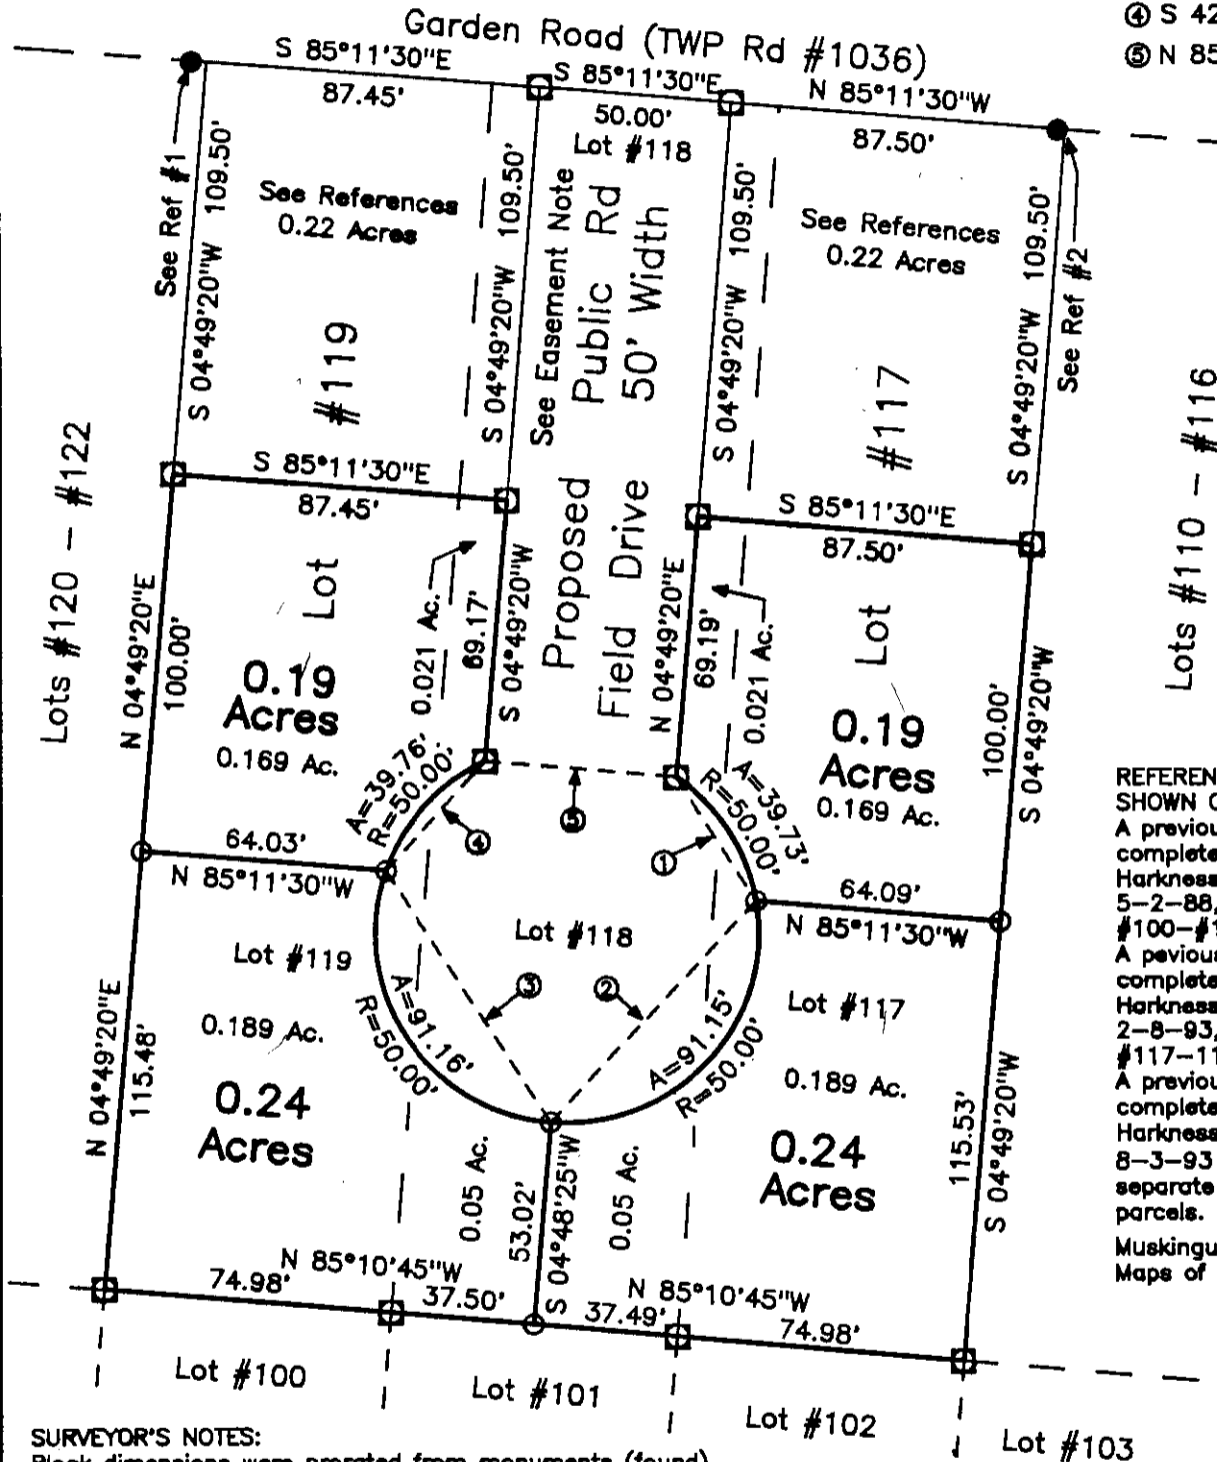 ④ S 42
⑤ N 85
Garden Road (TWP Rd #1036)
S 85°11'30"E
87.45'
S 85°11'30"E
50.00'
Lot #118
N 85°11'30"W
87.50'
See Ref #1
S 04°49'20"W 109.50'
See References
0.22 Acres
#119
S 04°49'20"W 109.50'
See Easement Note
Public Rd
50' Width
S 04°49'20"W 109.50'
See References
0.22 Acres
#117
S 04°49'20"W 109.50'
See Ref #2
Lots #120 - #122
Lots #110 - #116
S 85°11'30"E
87.45'
S 85°11'30"E
87.50'
N 04°49'20"E
100.00'
Lot
0.19
Acres
0.169 Ac.
0.021 Ac.
69.17'
S 04°49'20"W
Proposed
Field Drive
N 04°49'20"E
69.19'
0.021 Ac.
Lot
0.19
Acres
0.169 Ac.
100.00'
S 04°49'20"W
A=39.76'
R=50.00'
A=39.73'
R=50.00'
④
⑤
①
64.03'
N 85°11'30"W
64.09'
N 85°11'30"W
Lot #118
③
②
Lot #119
0.189 Ac.
0.24
Acres
N 04°49'20"E
115.48'
A=91.16'
R=50.00'
A=91.15'
R=50.00'
Lot #117
0.189 Ac.
0.24
Acres
115.53'
S 04°49'20"W
0.05 Ac.
53.02'
S 04°48'25"W
0.05 Ac.
N 85°10'45"W
74.98'
37.50'
N 85°10'45"W
37.49'
74.98'
Lot #100
Lot #101
Lot #102
Lot #103
REFEREN
SHOWN
A previou
complete
Harkness
5-2-88,
#100-#1
A pevious
complete
Harkness
2-8-93,
#117-11
A previou
complete
Harkness
8-3-93
separate
parcels.
Muskingu
Maps of
SURVEYOR'S NOTES:
Block dimensions were prorated from monuments (found)